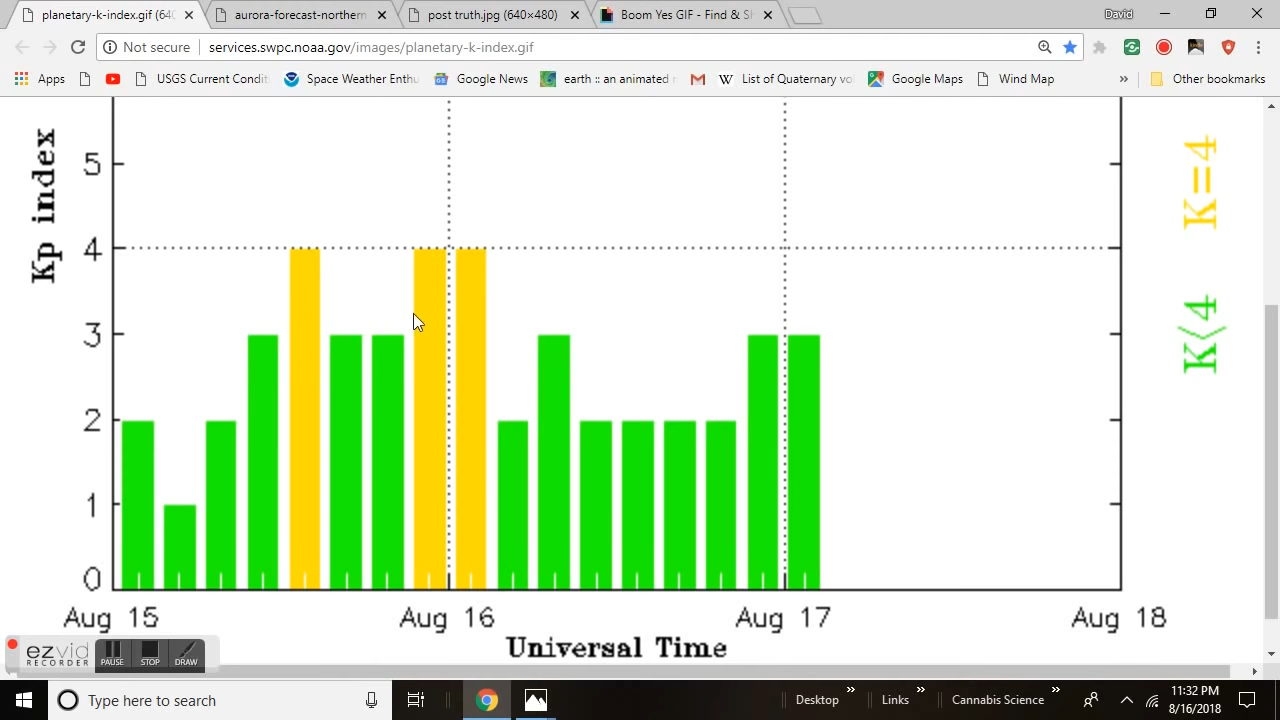 planetary-k-index.gif (640
aurora-forecast-northern
post truth.jpg (640×480)
Boom Yes GIF - Find & S
David
Not secure
services.swpc.noaa.gov/images/planetary-k-index.gif
Apps
USGS Current Condit
Space Weather Enthu
Google News
earth :: an animated
List of Quaternary vo
Google Maps
Wind Map
»
Other bookmarks
Kp index
5
4
3
2
1
0
K=4
K<4
Aug 15
Aug 16
Aug 17
Aug 18
Universal Time
ezvid
RECORDER
PAUSE
STOP
DRAW
Type here to search
Desktop
»
Links
»
Cannabis Science
»
11:32 PM
8/16/2018